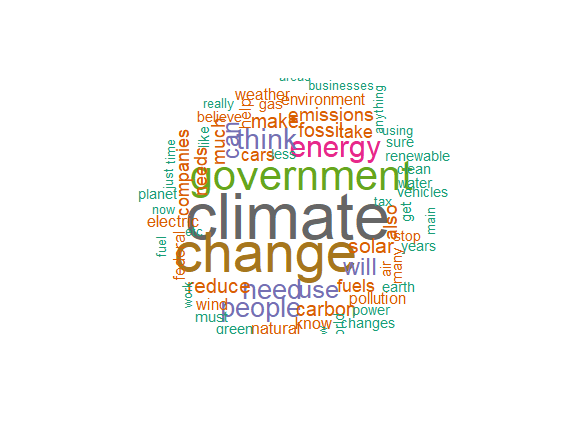 areas
businesses
weather
environment
really
gas
help
anything
believe
emissions
make
fossil
take
using
can
think
much
like
sure
energy
cars
less
renewable
companies
needs
just
time
government
clean
water
planet
vehicles
tax
get
climate
now
also
main
electric
etc
stop
change
solar
years
fuel
federal
will
air
many
reduce
need
use
fuels
earth
work
pollution
wind
people
carbon
power
must
know
changes
green
natural